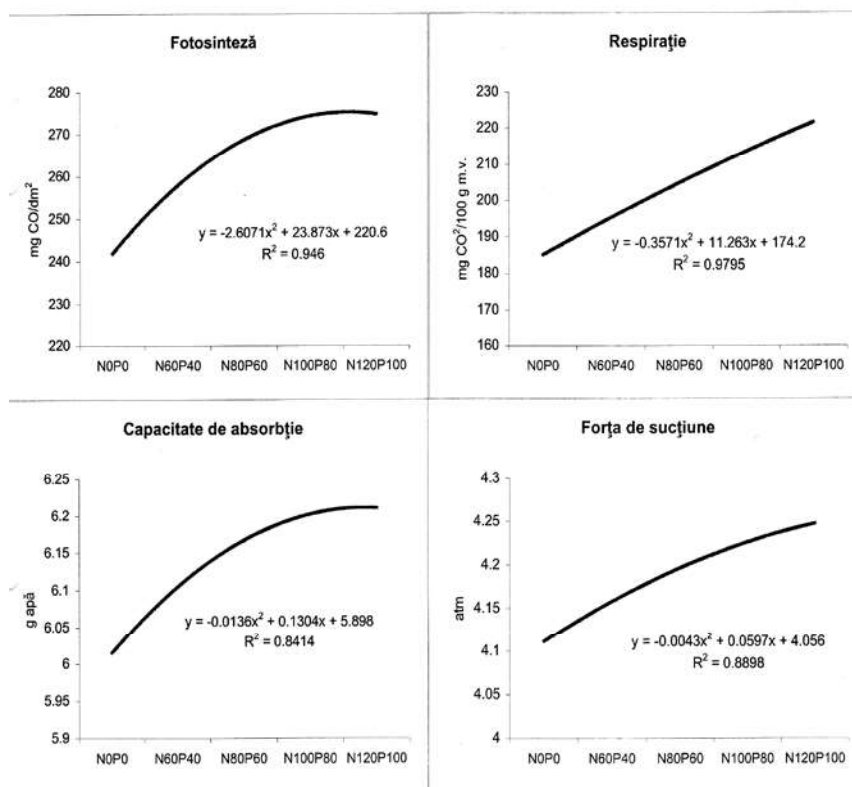 Fotosinteză
mg CO/dm²
280
270
260
250
240
230
220
y = -2.6071x² + 23.873x + 220.6
R² = 0.946
N0P0 N60P40 N80P60 N100P80 N120P100
Respiraţie
mg CO²/100 g m.v.
230
220
210
200
190
180
170
160
y = -0.3571x² + 11.263x + 174.2
R² = 0.9795
N0P0 N60P40 N80P60 N100P80 N120P100
Capacitate de absorbţie
g apă
6.25
6.2
6.15
6.1
6.05
6
5.95
5.9
y = -0.0136x² + 0.1304x + 5.898
R² = 0.8414
N0P0 N60P40 N80P60 N100P80 N120P100
Forţa de sucţiune
atm
4.3
4.25
4.2
4.15
4.1
4.05
4
y = -0.0043x² + 0.0597x + 4.056
R² = 0.8898
N0P0 N60P40 N80P60 N100P80 N120P100